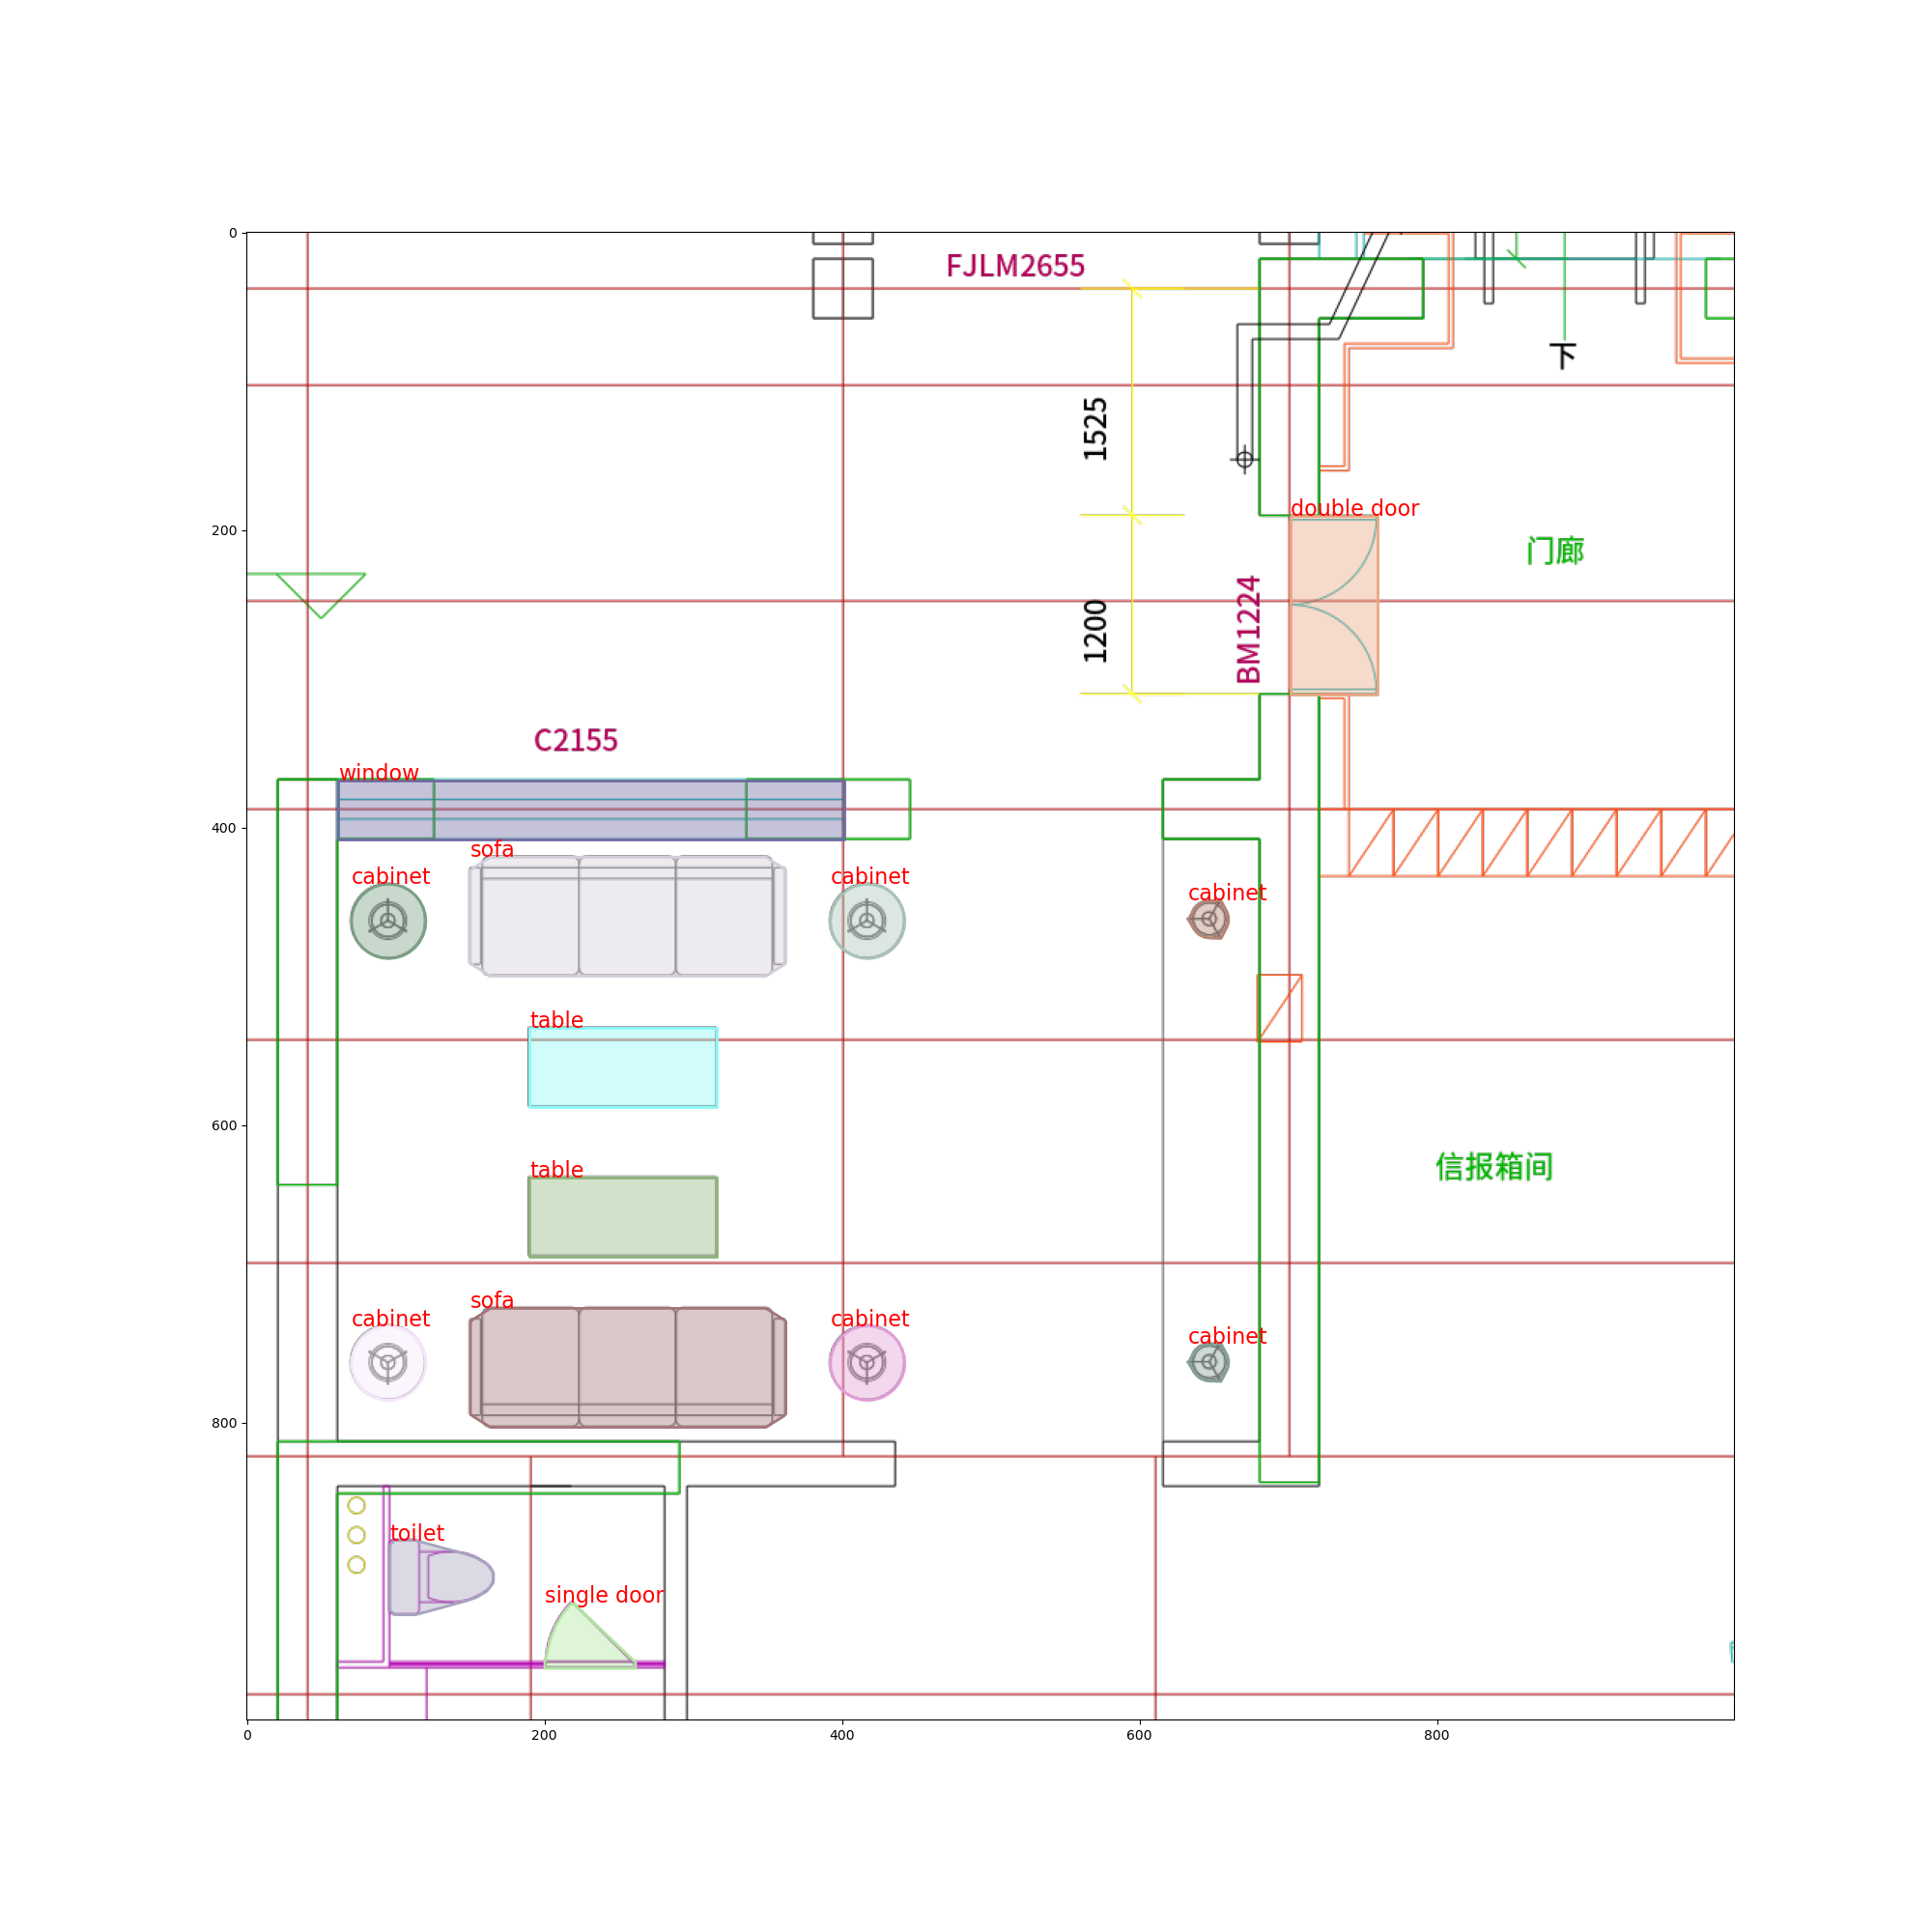 0
FJLM2655
下
1525
200
double door
门廊
1200
BM1224
C2155
window
400
sofa
cabinet
cabinet
cabinet
table
600
table
信报箱间
sofa
cabinet
cabinet
cabinet
800
toilet
single door
0
200
400
600
800